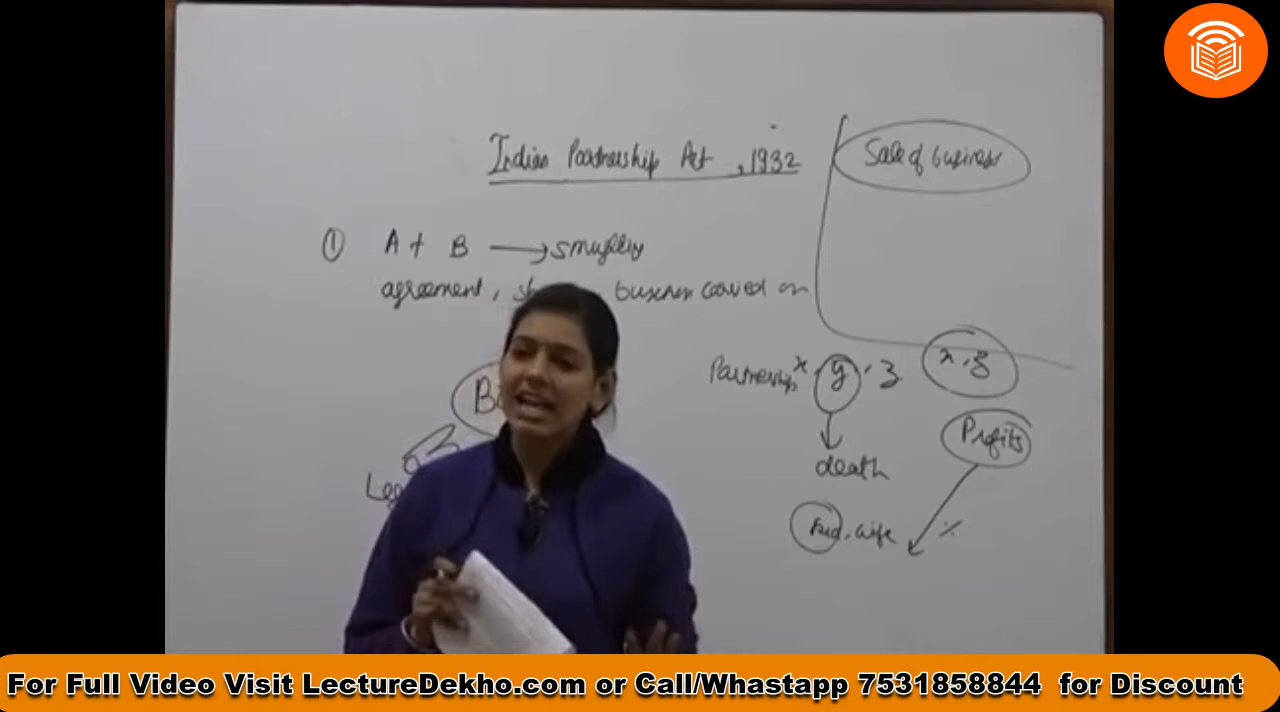 Indian Partnership Act, 1932
Sale of business
① A + B → smuggling
agreement, business carried on
Partnership x, y, z
x, z
Profits
death
wife
%
For Full Video Visit LectureDekho.com or Call/Whastapp 7531858844 for Discount